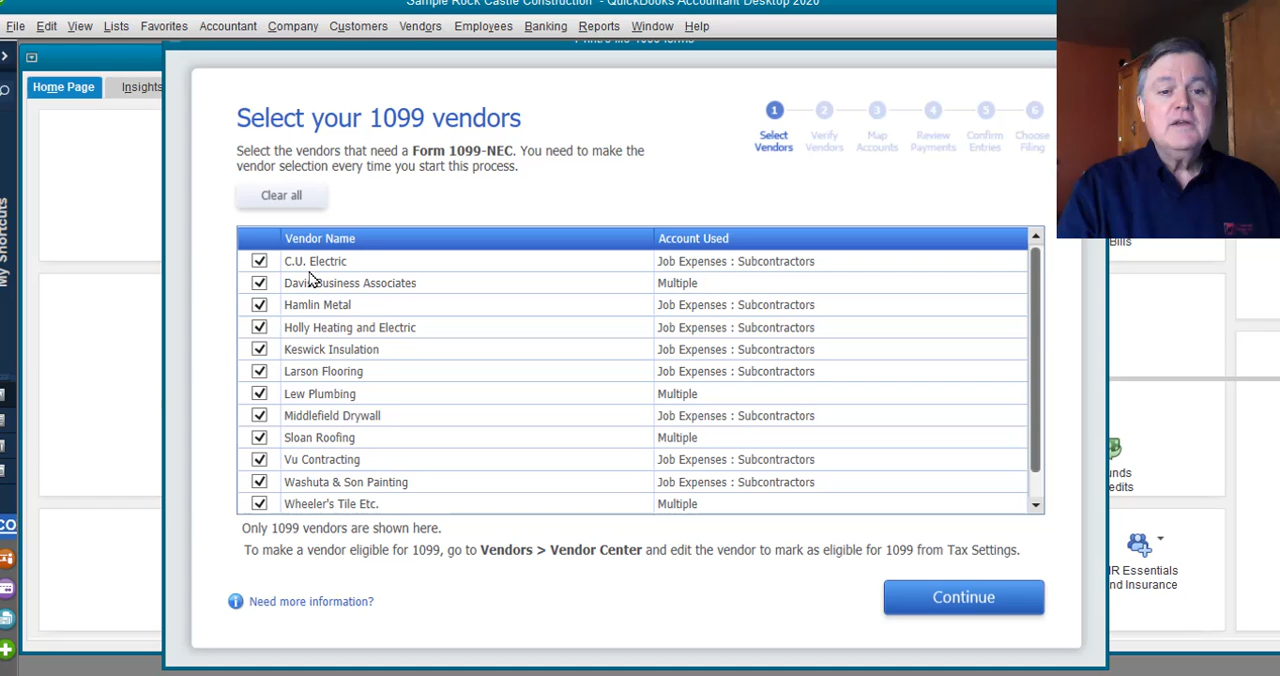 Sample Rock Castle Construction - QuickBooks Accountant Desktop 2020
File Edit View Lists Favorites Accountant Company Customers Vendors Employees Banking Reports Window Help
Home Page Insights
My Shortcuts
Select your 1099 vendors
Select the vendors that need a Form 1099-NEC. You need to make the
vendor selection every time you start this process.
1 2 3 4 5 6
Select Vendors
Verify Vendors
Map Accounts
Review Payments
Confirm Entries
Choose Filing
Clear all
Vendor Name Account Used
C.U. Electric Job Expenses : Subcontractors
Davis Business Associates Multiple
Hamlin Metal Job Expenses : Subcontractors
Holly Heating and Electric Job Expenses : Subcontractors
Keswick Insulation Job Expenses : Subcontractors
Larson Flooring Job Expenses : Subcontractors
Lew Plumbing Multiple
Middlefield Drywall Job Expenses : Subcontractors
Sloan Roofing Multiple
Vu Contracting Job Expenses : Subcontractors
Washuta & Son Painting Job Expenses : Subcontractors
Wheeler's Tile Etc. Multiple
Only 1099 vendors are shown here.
To make a vendor eligible for 1099, go to Vendors > Vendor Center and edit the vendor to mark as eligible for 1099 from Tax Settings.
Need more information?
Continue
Bills
unds
edits
HR Essentials
nd Insurance
CO